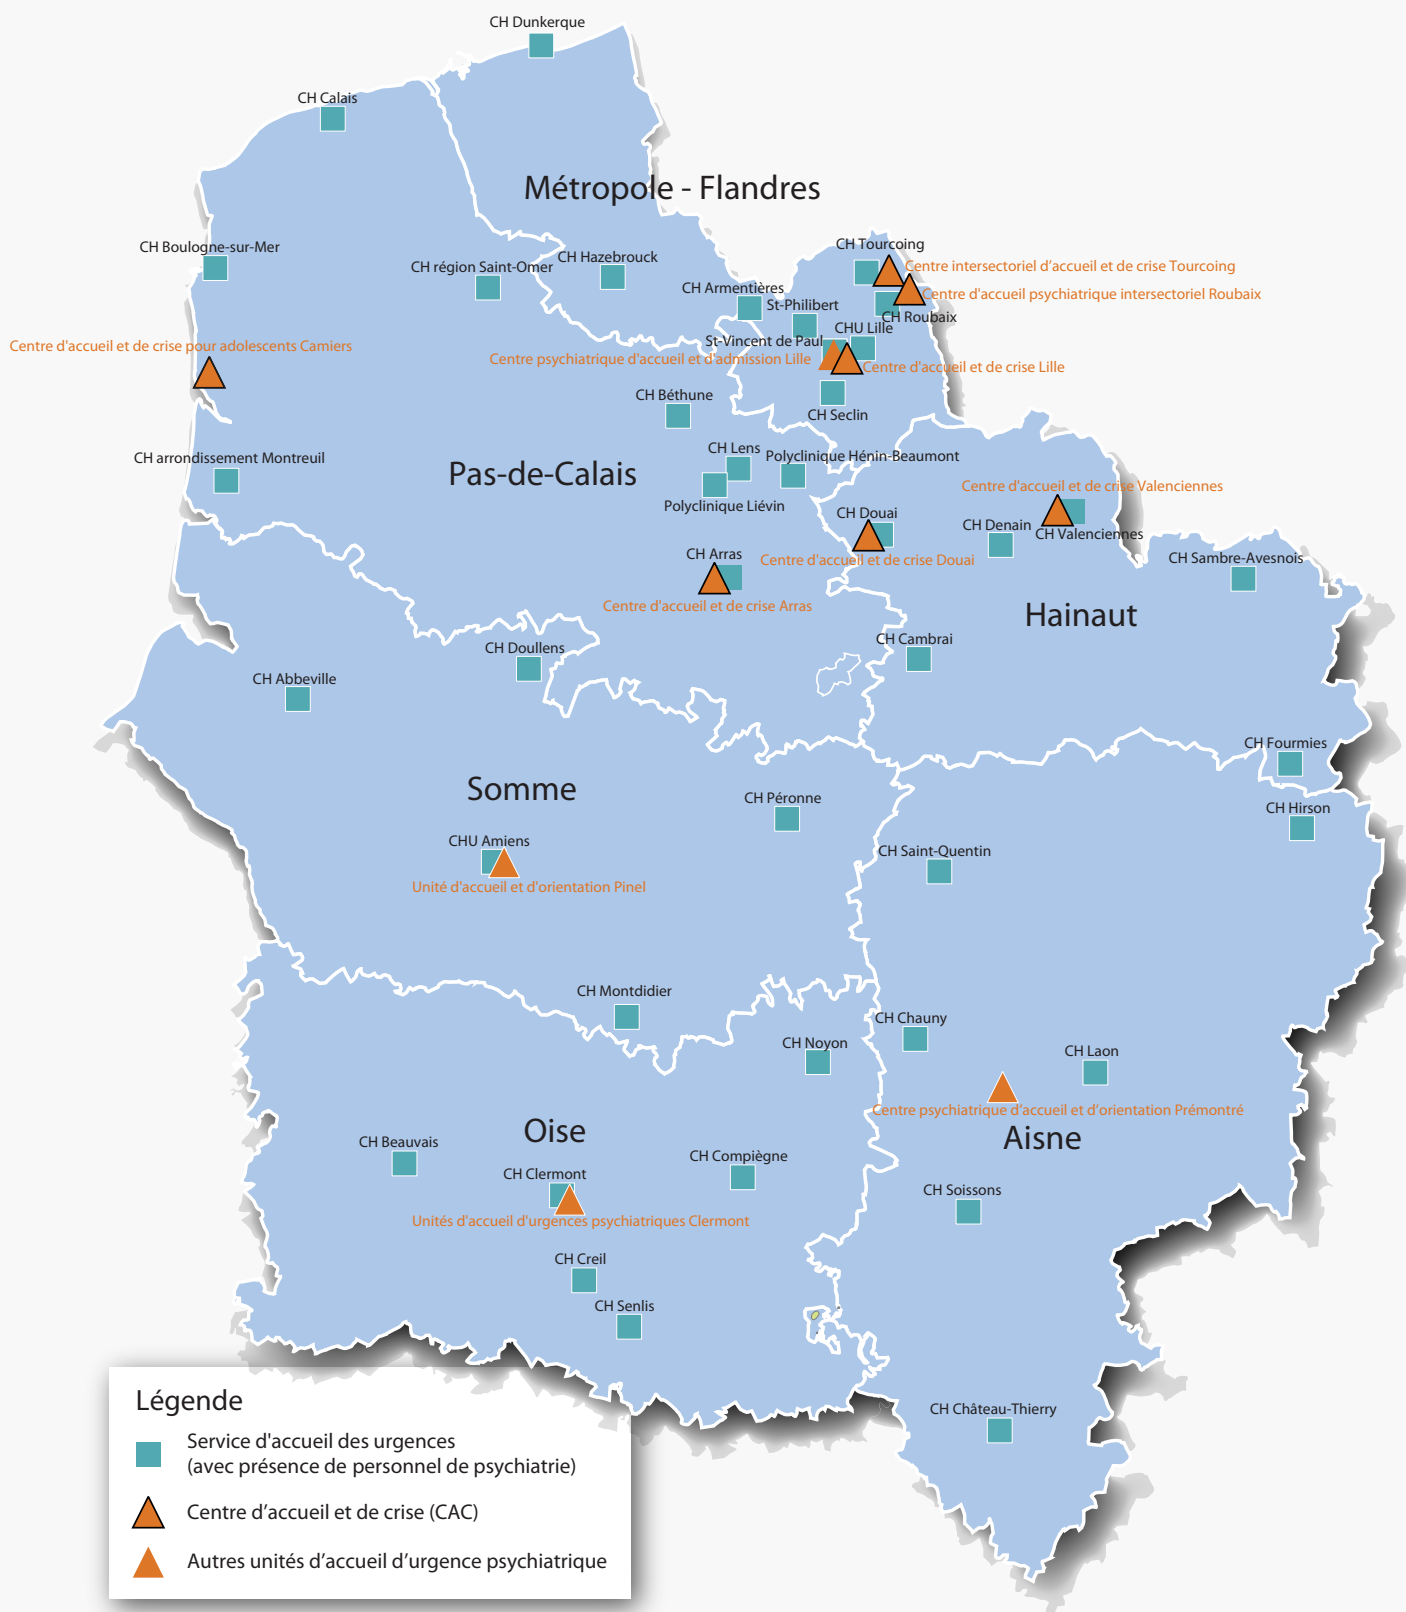 CH Dunkerque
CH Calais
Métropole - Flandres
CH Boulogne-sur-Mer
CH région Saint-Omer
CH Hazebrouck
CH Tourcoing
Centre intersectoriel d'accueil et de crise Tourcoing
CH Armentières
Centre d'accueil psychiatrique intersectoriel Roubaix
St-Philibert
CH Roubaix
CHU Lille
St-Vincent de Paul
Centre d'accueil et de crise pour adolescents Camiers
Centre psychiatrique d'accueil et d'admission Lille
Centre d'accueil et de crise Lille
CH Béthune
CH Seclin
CH arrondissement Montreuil
Pas-de-Calais
CH Lens
Polyclinique Hénin-Beaumont
Polyclinique Liévin
Centre d'accueil et de crise Valenciennes
CH Douai
CH Denain
CH Valenciennes
CH Arras
Centre d'accueil et de crise Douai
CH Sambre-Avesnois
Centre d'accueil et de crise Arras
Hainaut
CH Cambrai
CH Doullens
CH Abbeville
CH Fourmies
Somme
CH Péronne
CH Hirson
CHU Amiens
CH Saint-Quentin
Unité d'accueil et d'orientation Pinel
CH Montdidier
CH Noyon
CH Chauny
CH Laon
Centre psychiatrique d'accueil et d'orientation Prémontré
Oise
Aisne
CH Beauvais
CH Clermont
CH Compiègne
CH Soissons
Unités d'accueil d'urgences psychiatriques Clermont
CH Creil
CH Senlis
CH Château-Thierry
Légende
Service d'accueil des urgences
(avec présence de personnel de psychiatrie)
Centre d'accueil et de crise (CAC)
Autres unités d'accueil d'urgence psychiatrique